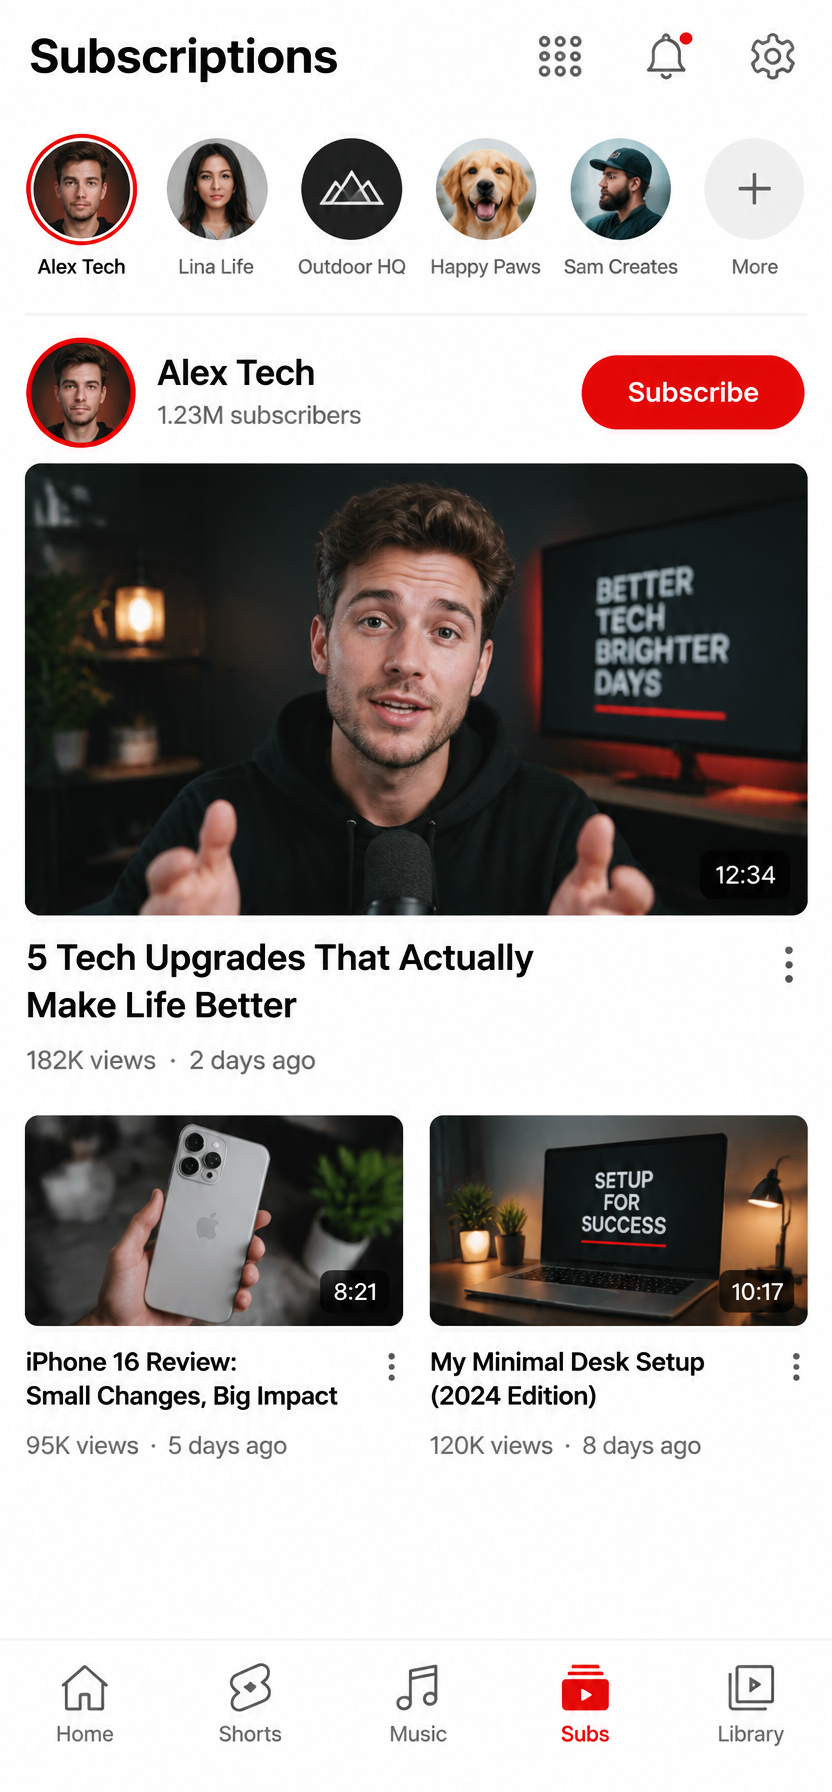 Subscriptions
Alex Tech
Lina Life
Outdoor HQ
Happy Paws
Sam Creates
More
Alex Tech
1.23M subscribers
Subscribe
BETTER
TECH
BRIGHTER
DAYS
12:34
5 Tech Upgrades That Actually
Make Life Better
182K views · 2 days ago
8:21
SETUP
FOR
SUCCESS
10:17
iPhone 16 Review:
Small Changes, Big Impact
95K views · 5 days ago
My Minimal Desk Setup
(2024 Edition)
120K views · 8 days ago
Home
Shorts
Music
Subs
Library